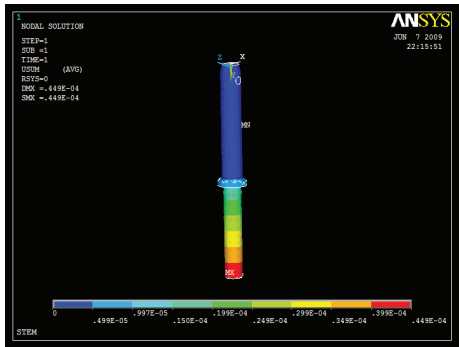 1
NODAL SOLUTION
ANSYS
JUN 7 2009
22:15:51
STEP=1
SUB =1
TIME=1
USUM (AVG)
RSYS=0
DMX =.449E-04
SMX =.449E-04
Z X
Y
MN
MX
0 .997E-05 .199E-04 .299E-04 .399E-04
.499E-05 .150E-04 .249E-04 .349E-04 .449E-04
STEM